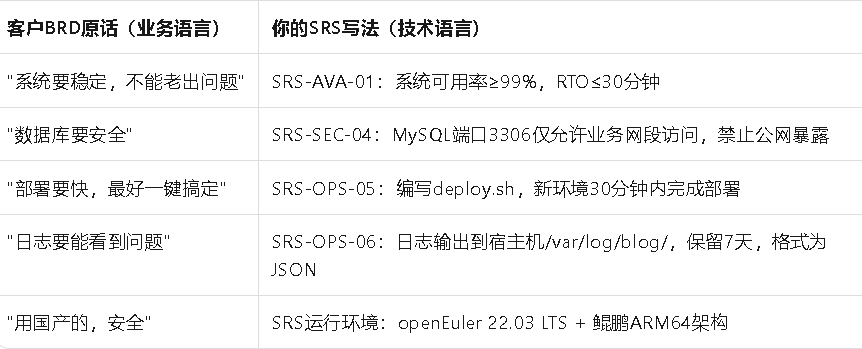 客户BRD原话（业务语言） 你的SRS写法（技术语言）
"系统要稳定，不能老出问题" SRS-AVA-01：系统可用率≥99%，RTO≤30分钟
"数据库要安全" SRS-SEC-04：MySQL端口3306仅允许业务网段访问，禁止公网暴露
"部署要快，最好一键搞定" SRS-OPS-05：编写deploy.sh，新环境30分钟内完成部署
"日志要能看到问题" SRS-OPS-06：日志输出到宿主机/var/log/blog/，保留7天，格式为
JSON
"用国产的，安全" SRS运行环境：openEuler 22.03 LTS + 鲲鹏ARM64架构